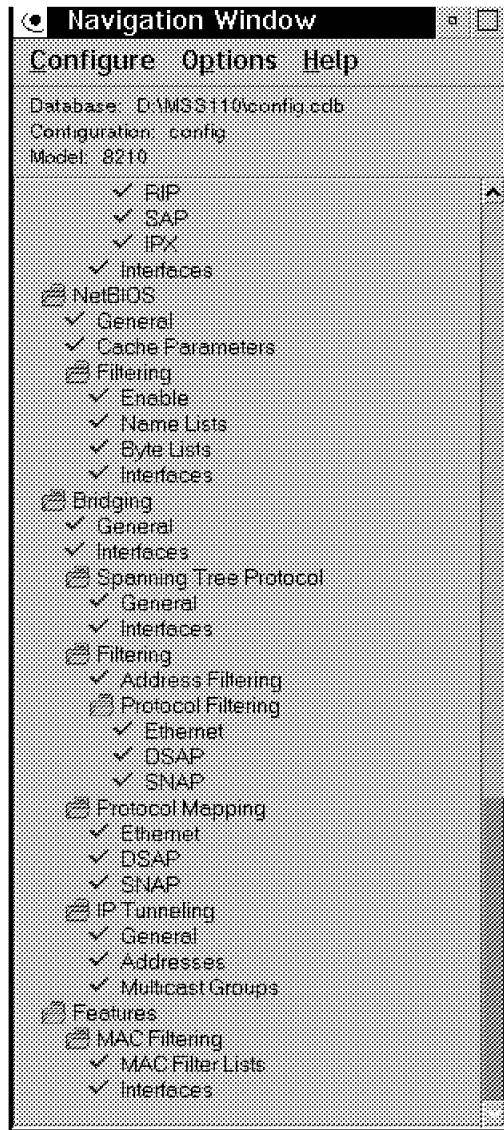 Navigation Window
Configure Options Help
Database: D:\MSS110\config.cdb
Configuration: config
Model: 8210
RIP
SAP
IPX
Interfaces
NetBIOS
General
Cache Parameters
Filtering
Enable
Name Lists
Byte Lists
Interfaces
Bridging
General
Interfaces
Spanning Tree Protocol
General
Interfaces
Filtering
Address Filtering
Protocol Filtering
Ethernet
DSAP
SNAP
Protocol Mapping
Ethernet
DSAP
SNAP
IP Tunneling
General
Addresses
Multicast Groups
Features
MAC Filtering
MAC Filter Lists
Interfaces